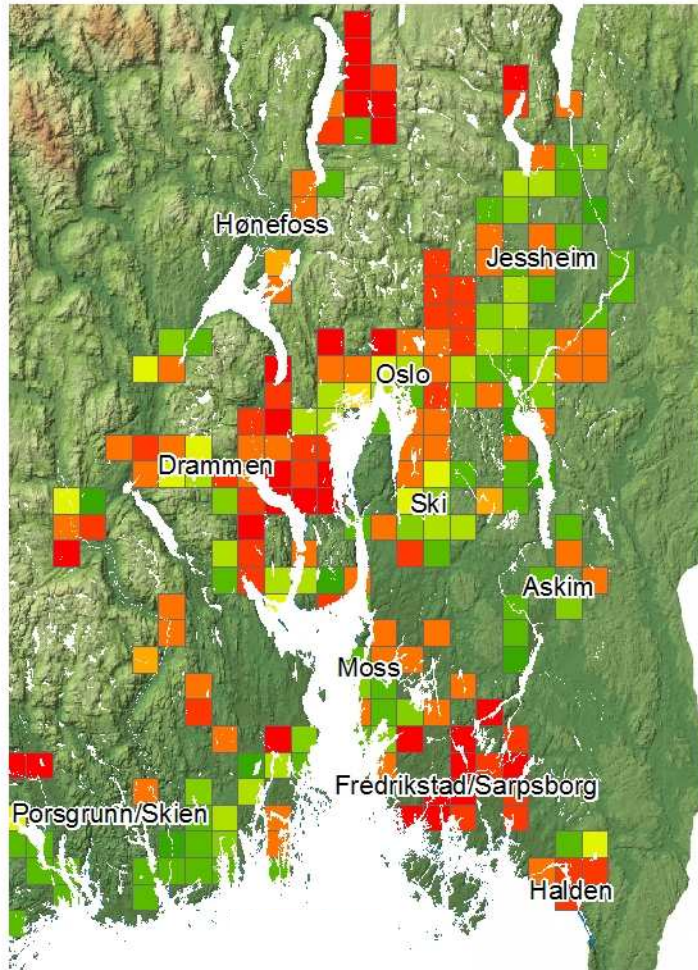 Hønefoss
Jessheim
Oslo
Drammen
Ski
Askim
Moss
Fredrikstad/Sarpsborg
Porsgrunn/Skien
Halden